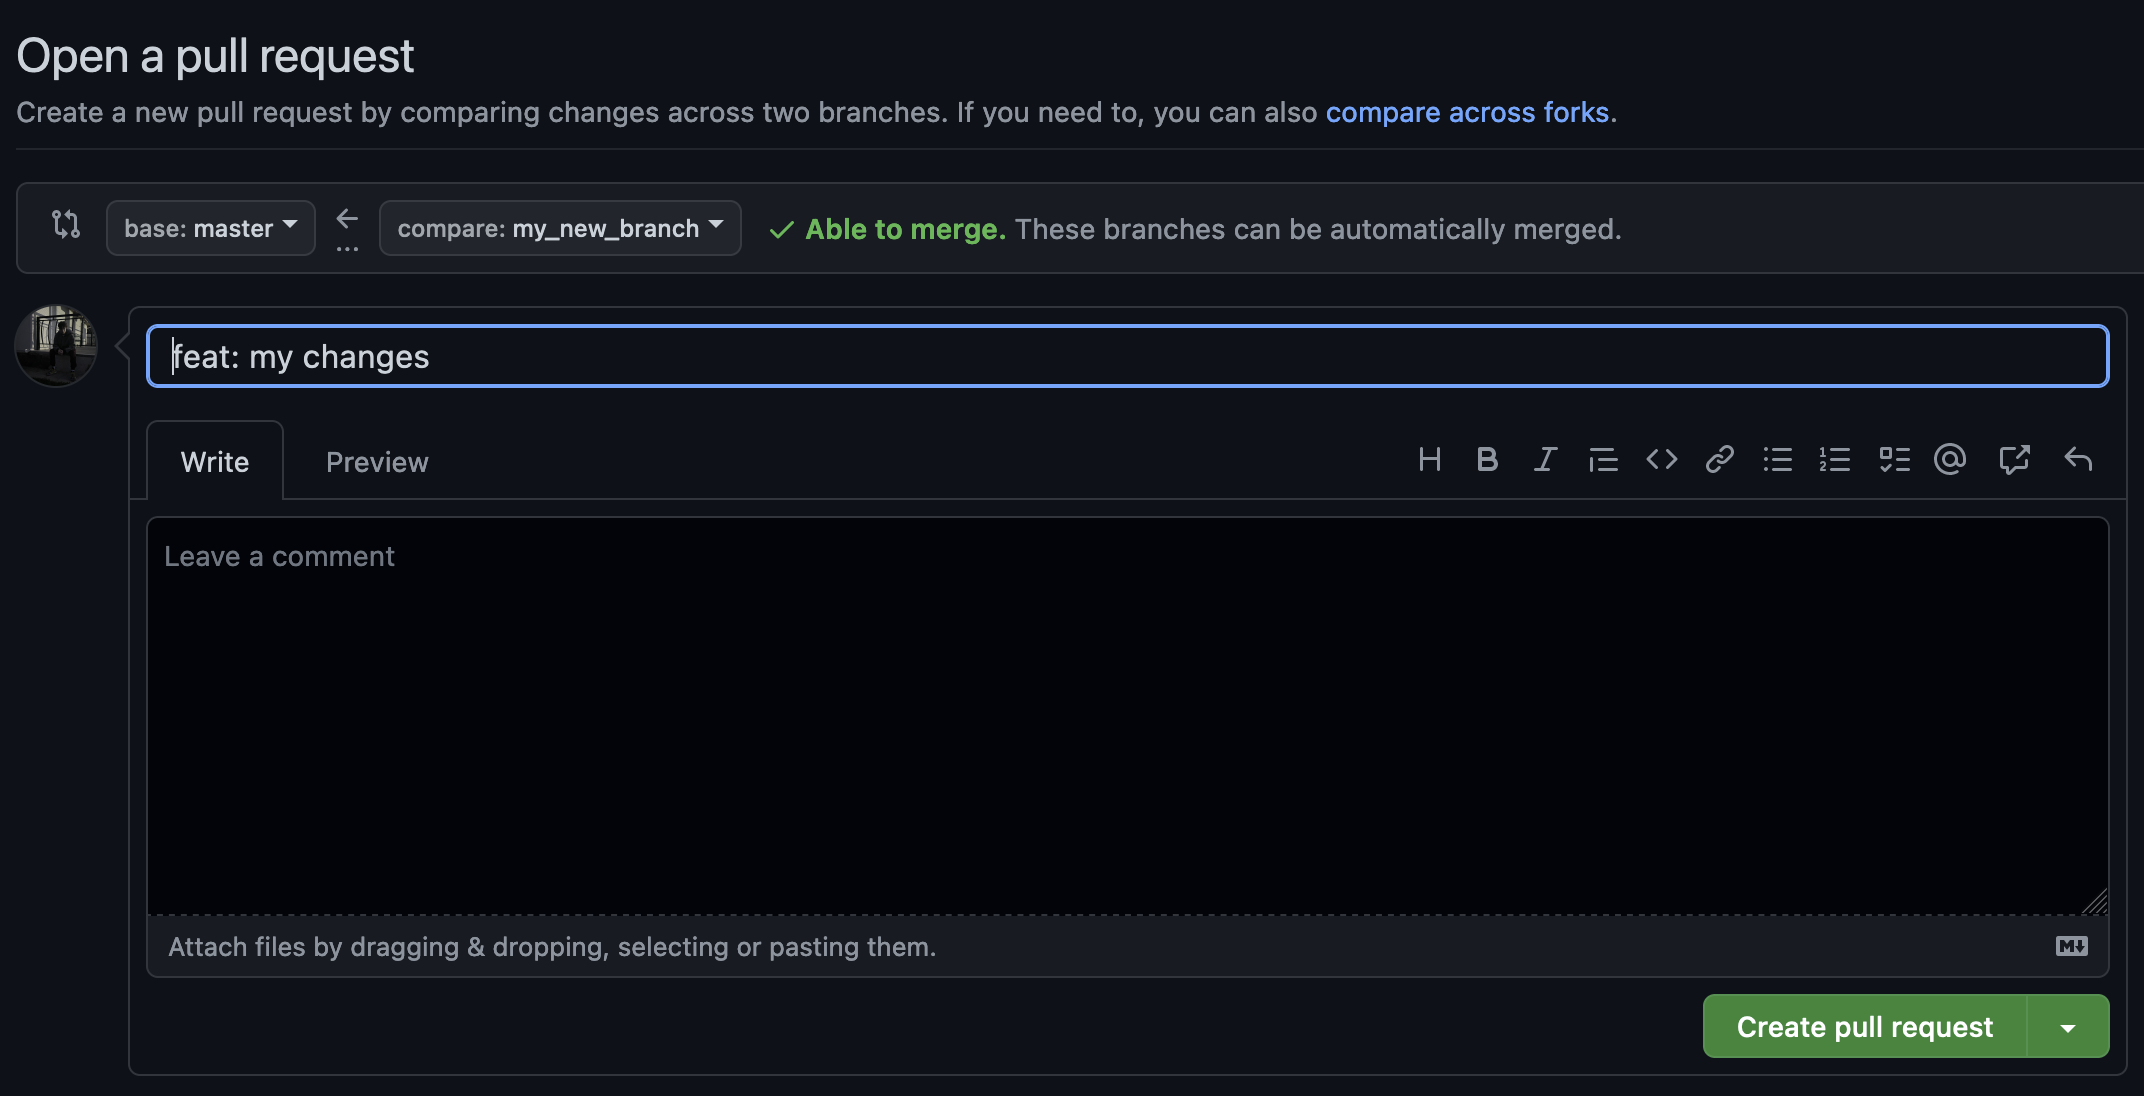 Open a pull request
Create a new pull request by comparing changes across two branches. If you need to, you can also compare across forks.
base: master
...
compare: my_new_branch
Able to merge. These branches can be automatically merged.
feat: my changes
Write
Preview
Leave a comment
Attach files by dragging & dropping, selecting or pasting them.
Create pull request